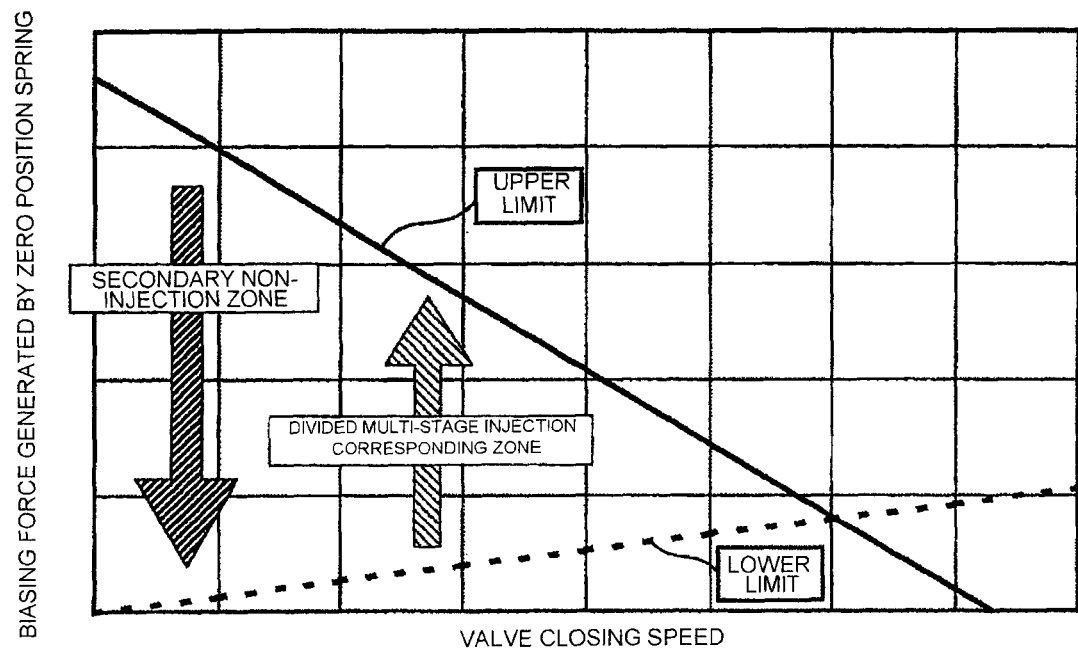 BIASING FORCE GENERATED BY ZERO POSITION SPRING
UPPER
LIMIT
SECONDARY NON-
INJECTION ZONE
DIVIDED MULTI-STAGE INJECTION
CORRESPONDING ZONE
LOWER
LIMIT
VALVE CLOSING SPEED